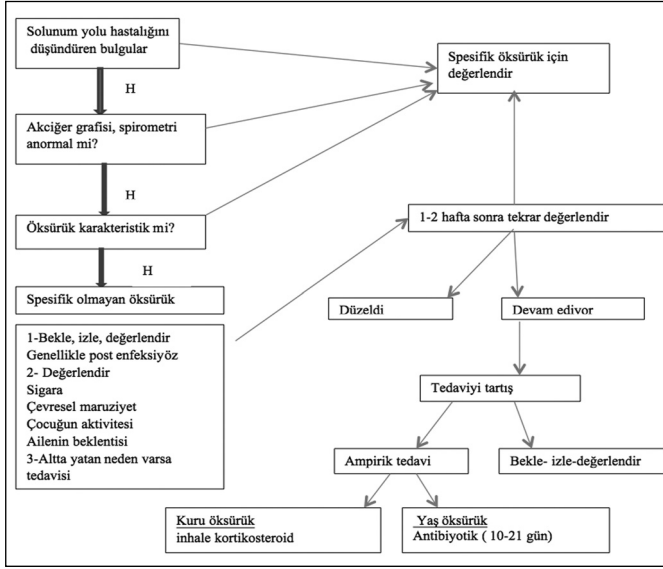 Solunum yolu hastalığını
düşündüren bulgular
Spesifik öksürük için
değerlendir
H
Akciğer grafisi, spirometri
anormal mi?
H
Öksürük karakteristik mi?
1-2 hafta sonra tekrar değerlendir
H
Spesifik olmayan öksürük
Düzeldi
Devam edivor
1-Bekle, izle, değerlendir
Genellikle post enfeksiyöz
2- Değerlendir
Sigara
Çevresel maruziyet
Çocuğun aktivitesi
Ailenin beklentisi
3-Altta yatan neden varsa
tedavisi
Tedaviyi tartış
Ampirik tedavi
Bekle- izle-değerlendir
Kuru öksürük
inhale kortikosteroid
Yaş öksürük
Antibiyotik ( 10-21 gün)